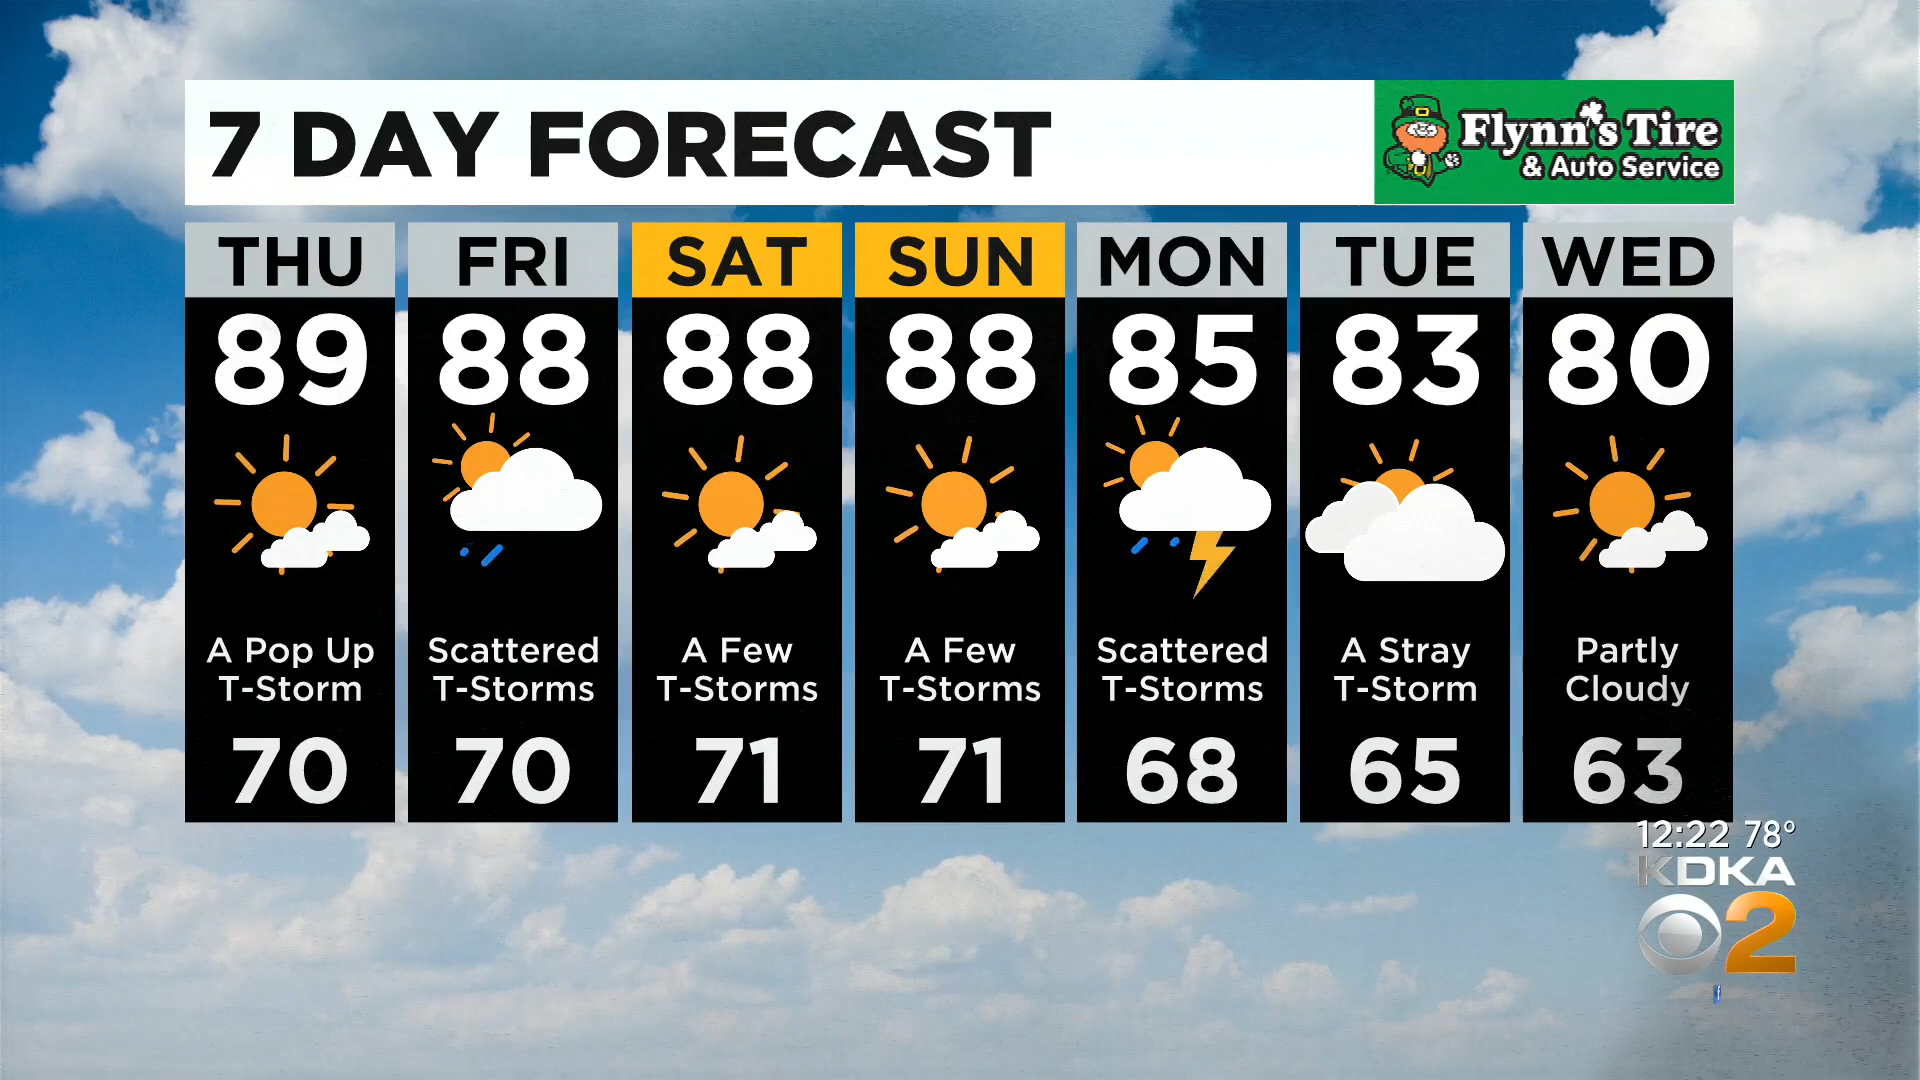 7 DAY FORECAST
Flynn's Tire
& Auto Service
THU FRI SAT SUN MON TUE WED
89 88 88 88 85 83 80
A Pop Up
T-Storm
Scattered
T-Storms
A Few
T-Storms
A Few
T-Storms
Scattered
T-Storms
A Stray
T-Storm
Partly
Cloudy
70 70 71 71 68 65 63
12:22 78°
KDKA
2